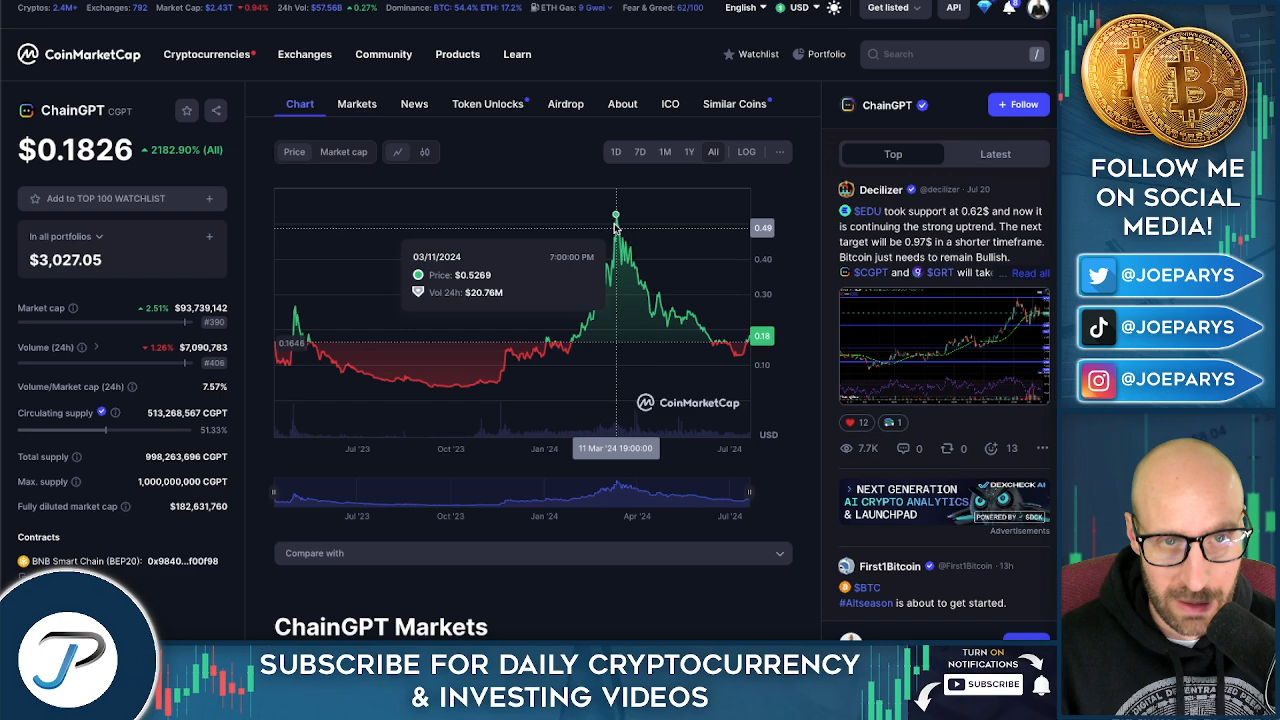 Cryptos: 2.4M+ Exchanges: 792 Market Cap: $2.43T 0.94% 24h Vol: $57.56B 0.27% Dominance: BTC: 54.4% ETH: 17.2% ETH Gas: 9 Gwei Fear & Greed: 62/100 English USD Get listed API 8
CoinMarketCap Cryptocurrencies Exchanges Community Products Learn Watchlist Portfolio Search /
ChainGPT CGPT
$0.1826 2182.90% (All)
Add to TOP 100 WATCHLIST +
In all portfolios +
$3,027.05
Market cap 2.51% $93,739,142
#390
Volume (24h) 1.26% $7,090,783
#406
Volume/Market cap (24h) 7.57%
Circulating supply 513,268,567 CGPT
51.33%
Total supply 998,263,696 CGPT
Max. supply 1,000,000,000 CGPT
Fully diluted market cap $182,631,760
Contracts
BNB Smart Chain (BEP20): 0x9840...f00f98
Chart Markets News Token Unlocks Airdrop About ICO Similar Coins
Price Market cap 1D 7D 1M 1Y All LOG ...
03/11/2024 7:00:00 PM
Price: $0.5269
Vol 24h: $20.76M
0.49
0.40
0.30
0.18
0.10
0.1646
CoinMarketCap
USD
Jul '23 Oct '23 Jan '24 11 Mar '24 19:00:00 Jul '24
Jul '23 Oct '23 Jan '24 Apr '24 Jul '24
Compare with
ChainGPT Markets
ChainGPT + Follow
Top Latest
Decilizer @decilizer · Jul 20
$EDU took support at 0.62$ and now it
is continuing the strong uptrend. The next
target will be 0.97$ in a shorter timeframe.
Bitcoin just needs to remain Bullish.
$CGPT and $GRT will take ... Read all
12 1
7.7K 0 0 13 ...
NEXT GENERATION
AI CRYPTO ANALYTICS
& LAUNCHPAD
DEXCHECK AI
POWERED BY $DCK
Advertisements
First1Bitcoin @First1Bitcoin · 13h
$BTC
#Altseason is about to get started.
FOLLOW ME
ON SOCIAL
MEDIA!
@JOEPARYS
@JOEPARYS
@JOEPARYS
JP
SUBSCRIBE FOR DAILY CRYPTOCURRENCY
& INVESTING VIDEOS
TURN ON
NOTIFICATIONS
SUBSCRIBE